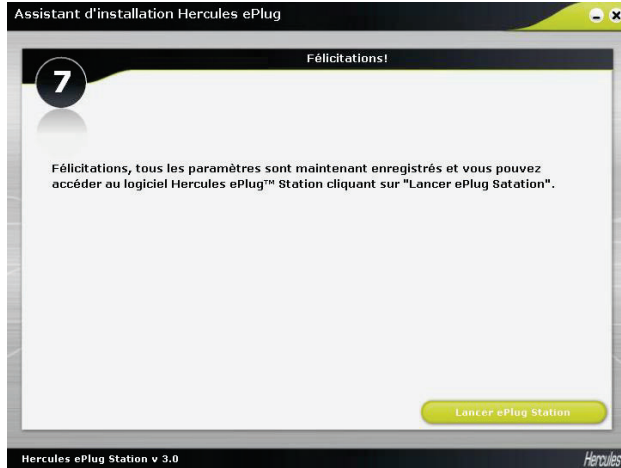 Assistant d'installation Hercules ePlug
Félicitations!
7
Félicitations, tous les paramètres sont maintenant enregistrés et vous pouvez
accéder au logiciel Hercules ePlug™ Station cliquant sur "Lancer ePlug Satation".
Lancer ePlug Station
Hercules ePlug Station v 3.0
Hercules